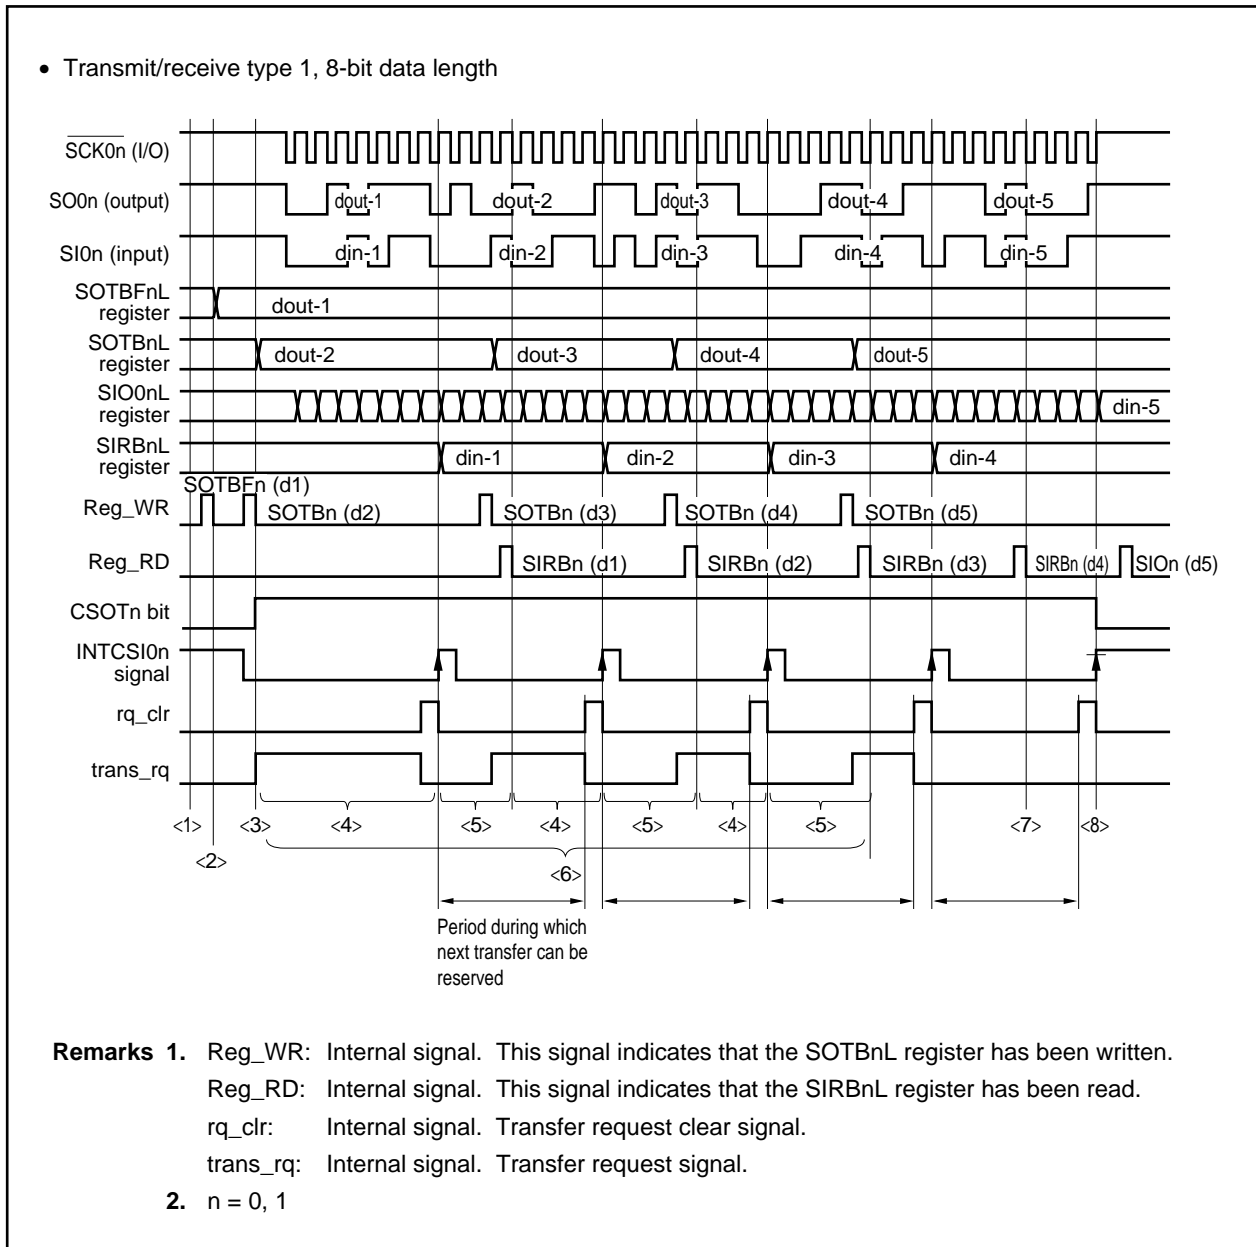 • Transmit/receive type 1, 8-bit data length
SCK0n (I/O)
SO0n (output)
dout-1 dout-2 dout-3 dout-4 dout-5
SI0n (input)
din-1 din-2 din-3 din-4 din-5
SOTBFnL
register
dout-1
SOTBnL
register
dout-2 dout-3 dout-4 dout-5
SIO0nL
register
din-5
SIRBnL
register
din-1 din-2 din-3 din-4
SOTBFn (d1)
Reg_WR
SOTBn (d2) SOTBn (d3) SOTBn (d4) SOTBn (d5)
Reg_RD
SIRBn (d1) SIRBn (d2) SIRBn (d3) SIRBn (d4) SIOn (d5)
CSOTn bit
INTCSI0n
signal
rq_clr
trans_rq
<1> <3> <4> <5> <4> <5> <4> <5> <7> <8>
<2>
<6>
Period during which
next transfer can be
reserved
Remarks 1. Reg_WR: Internal signal. This signal indicates that the SOTBnL register has been written.
Reg_RD: Internal signal. This signal indicates that the SIRBnL register has been read.
rq_clr: Internal signal. Transfer request clear signal.
trans_rq: Internal signal. Transfer request signal.
2. n = 0, 1